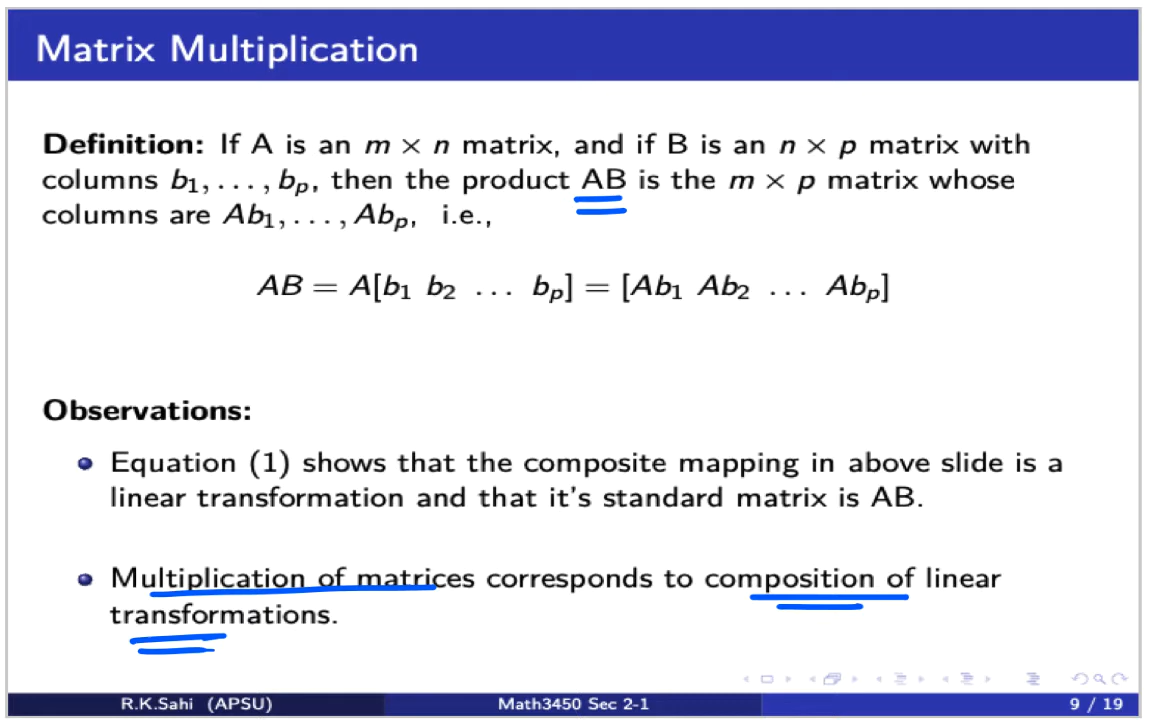 Matrix Multiplication
Definition: If A is an m × n matrix, and if B is an n × p matrix with
columns b₁, . . . , bₚ, then the product AB is the m × p matrix whose
columns are Ab₁, . . . , Abₚ, i.e.,
AB = A[b₁ b₂ . . . bₚ] = [Ab₁ Ab₂ . . . Abₚ]
Observations:
Equation (1) shows that the composite mapping in above slide is a
linear transformation and that it's standard matrix is AB.
Multiplication of matrices corresponds to composition of linear
transformations.
R.K.Sahi (APSU) Math3450 Sec 2-1 9 / 19